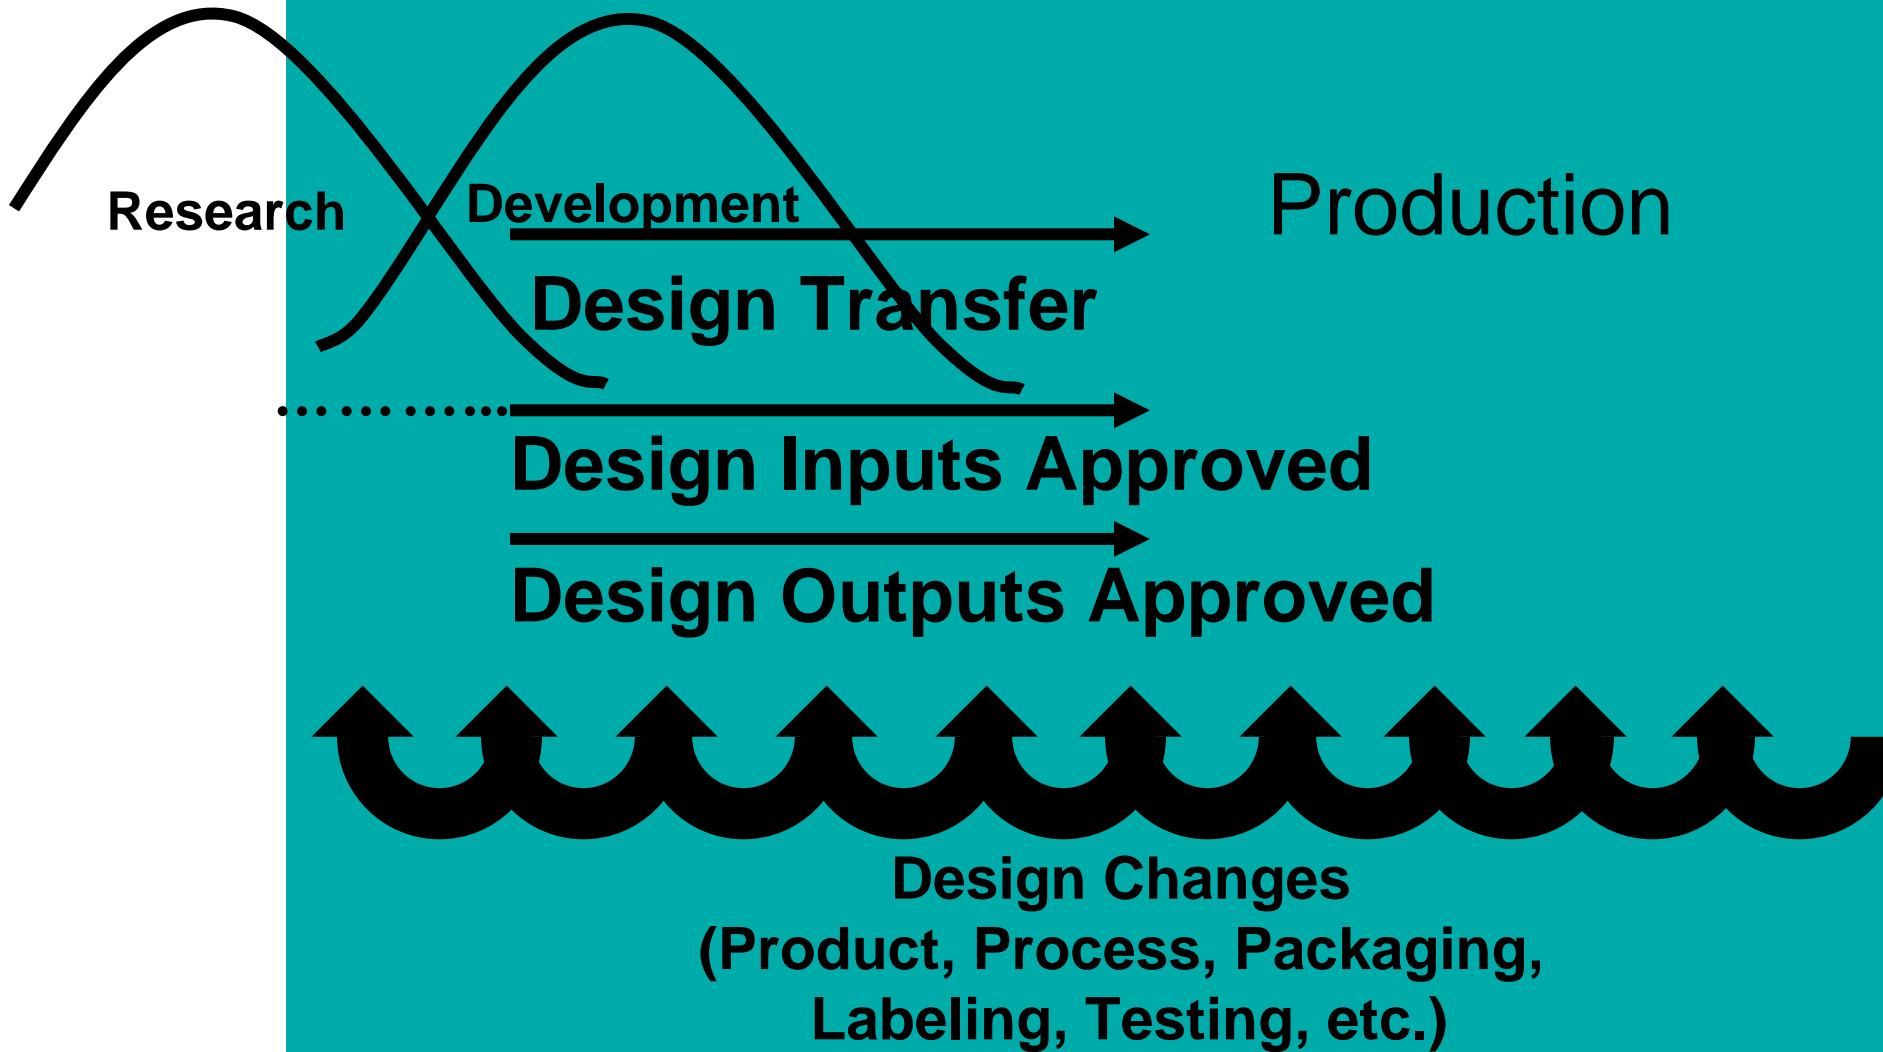 Research
Development
Production
Design Transfer
Design Inputs Approved
Design Outputs Approved
Design Changes
(Product, Process, Packaging,
Labeling, Testing, etc.)